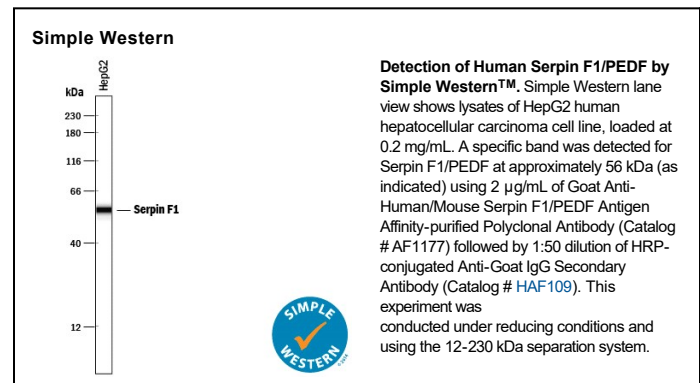 Simple Western
HepG2
kDa
230
180
116
66
Serpin F1
40
12
SIMPLE
WESTERN
©2014
Detection of Human Serpin F1/PEDF by
Simple Western™. Simple Western lane
view shows lysates of HepG2 human
hepatocellular carcinoma cell line, loaded at
0.2 mg/mL. A specific band was detected for
Serpin F1/PEDF at approximately 56 kDa (as
indicated) using 2 µg/mL of Goat Anti-
Human/Mouse Serpin F1/PEDF Antigen
Affinity-purified Polyclonal Antibody (Catalog
# AF1177) followed by 1:50 dilution of HRP-
conjugated Anti-Goat IgG Secondary
Antibody (Catalog # HAF109). This
experiment was
conducted under reducing conditions and
using the 12-230 kDa separation system.